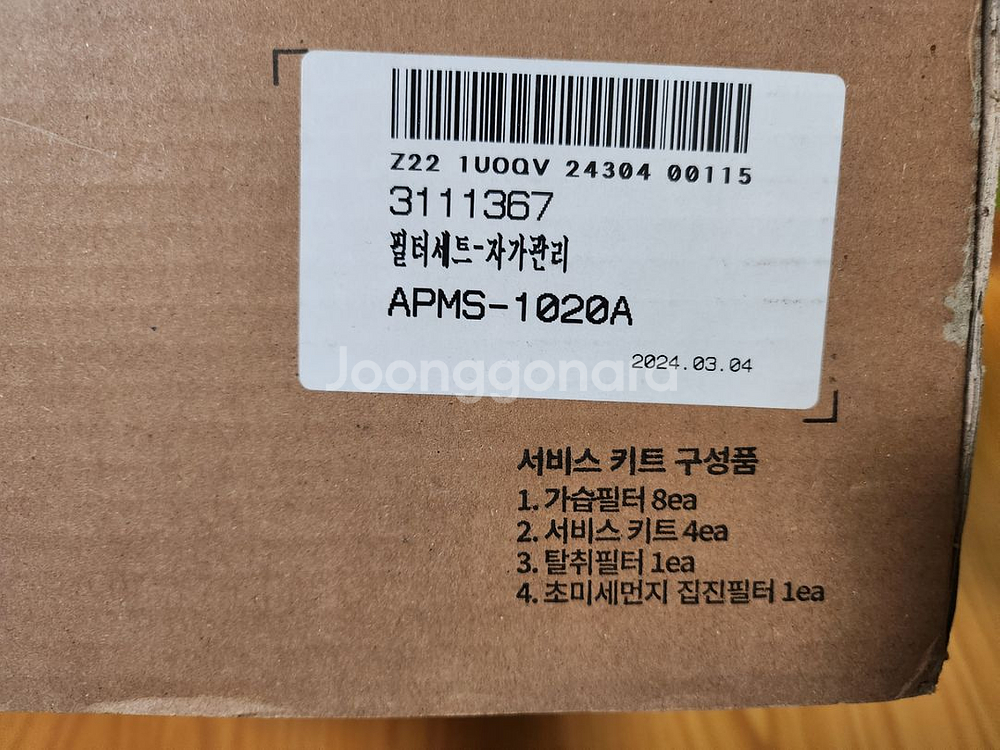 Z22 1UOQV 24304 00115
3111367
필터세트-자가관리
APMS-1020A
2024.03.04
Joonggonara
서비스 키트 구성품
1. 가습필터 8ea
2. 서비스 키트 4ea
3. 탈취필터 1ea
4. 초미세먼지 집진필터 1ea